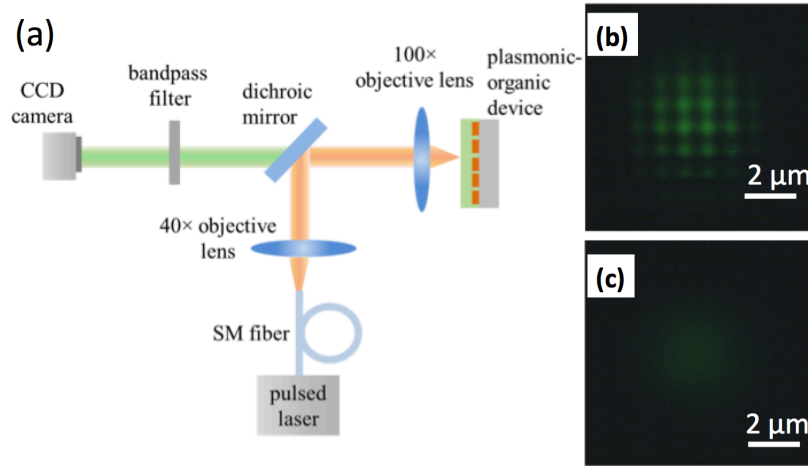 (a)
CCD
camera
bandpass
filter
dichroic
mirror
100×
objective lens
plasmonic-
organic
device
40× objective
lens
SM fiber
pulsed
laser
(b)
2 μm
(c)
2 μm